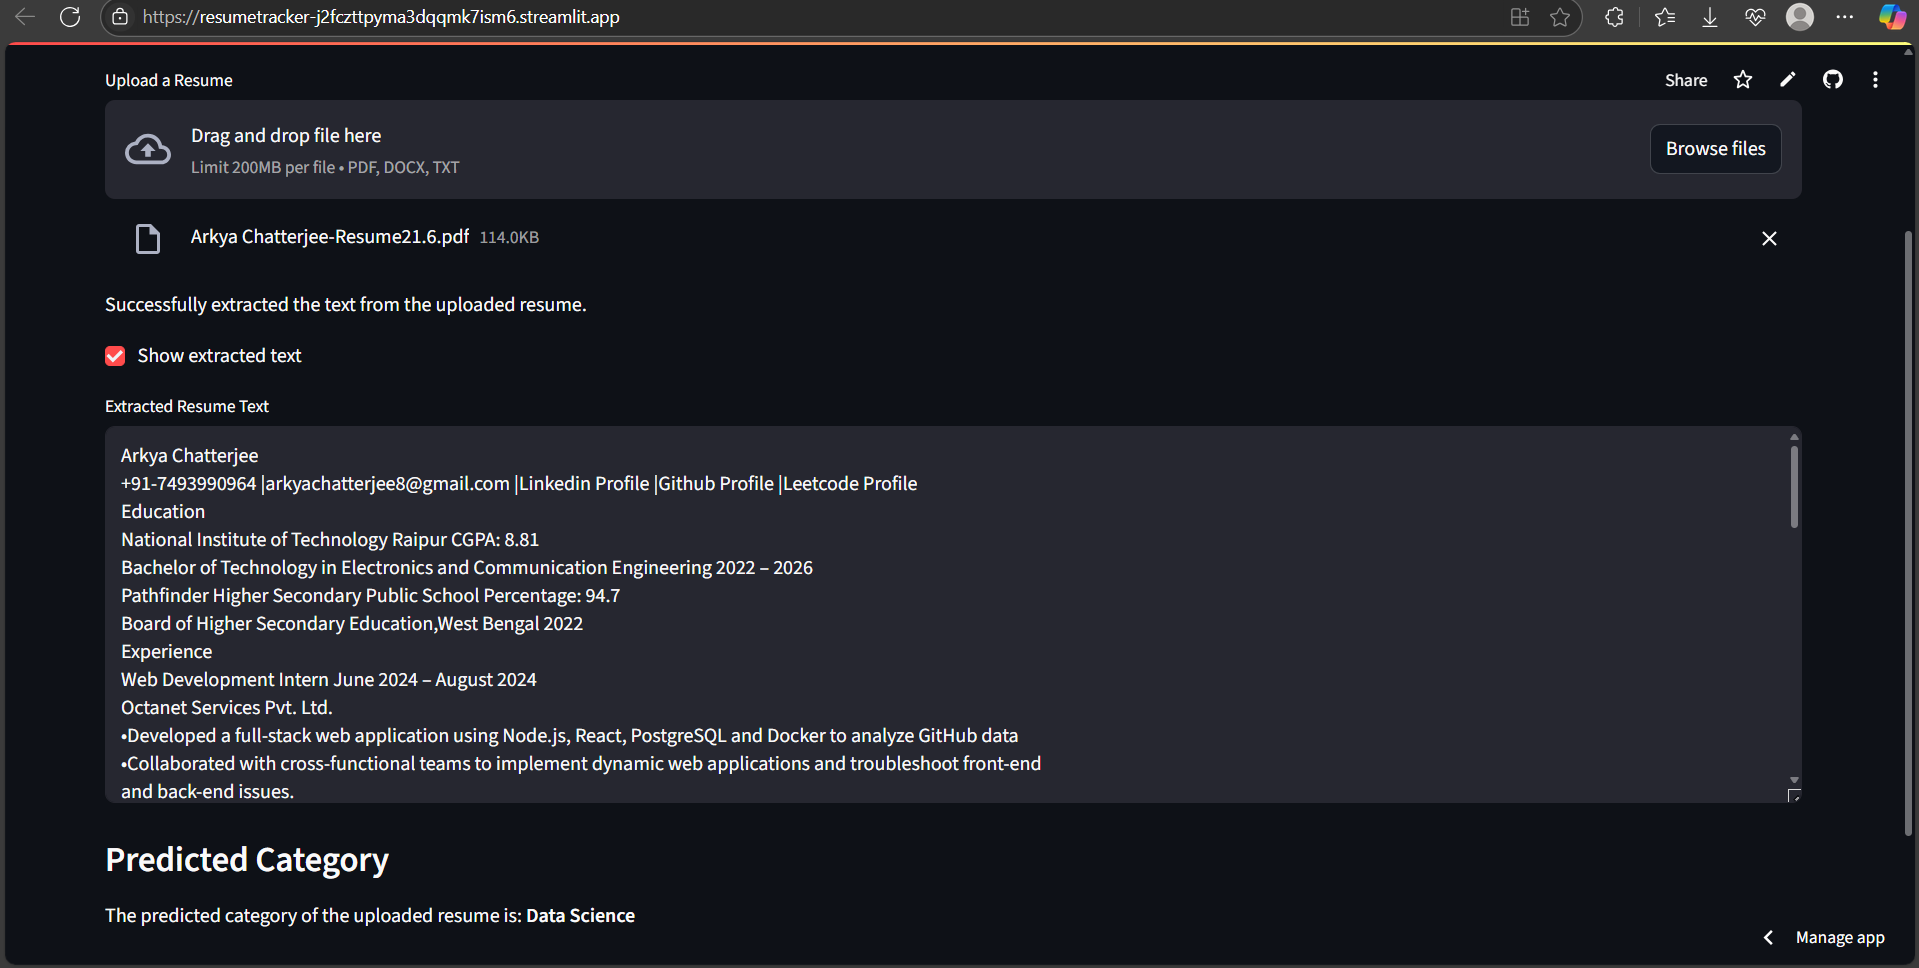 https://resumetracker-j2fczttpyma3dqqmk7ism6.streamlit.app
Upload a Resume
Share
Drag and drop file here
Limit 200MB per file • PDF, DOCX, TXT
Browse files
Arkya Chatterjee-Resume21.6.pdf 114.0KB
Successfully extracted the text from the uploaded resume.
Show extracted text
Extracted Resume Text
Arkya Chatterjee
+91-7493990964 |arkyachatterjee8@gmail.com |Linkedin Profile |Github Profile |Leetcode Profile
Education
National Institute of Technology Raipur CGPA: 8.81
Bachelor of Technology in Electronics and Communication Engineering 2022 – 2026
Pathfinder Higher Secondary Public School Percentage: 94.7
Board of Higher Secondary Education,West Bengal 2022
Experience
Web Development Intern June 2024 – August 2024
Octanet Services Pvt. Ltd.
•Developed a full-stack web application using Node.js, React, PostgreSQL and Docker to analyze GitHub data
•Collaborated with cross-functional teams to implement dynamic web applications and troubleshoot front-end
and back-end issues.
Predicted Category
The predicted category of the uploaded resume is: Data Science
Manage app